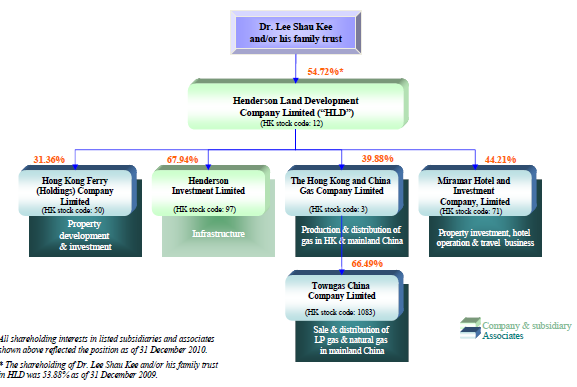 Dr. Lee Shau Kee
and/or his family trust
54.72%*
Henderson Land Development
Company Limited ("HLD")
(HK stock code: 12)
31.36%
67.94%
39.88%
44.21%
Hong Kong Ferry
(Holdings) Company
Limited
(HK stock code: 50)
Property
development
& investment
Henderson
Investment Limited
(HK stock code: 97)
Infrastructure
The Hong Kong and China
Gas Company Limited
(HK stock code: 3)
Production & distribution of
gas in HK & mainland China
Miramar Hotel and
Investment
Company, Limited
(HK stock code: 71)
Property investment, hotel
operation & travel business
66.49%
Towngas China
Company Limited
(HK stock code: 1083)
Sale & distribution of
LP gas & natural gas
in mainland China
Company & subsidiary
Associates
All shareholding interests in listed subsidiaries and associates
shown above reflected the position as of 31 December 2010.
* The shareholding of Dr. Lee Shau Kee and/or his family trust
in HLD was 53.88% as of 31 December 2009.